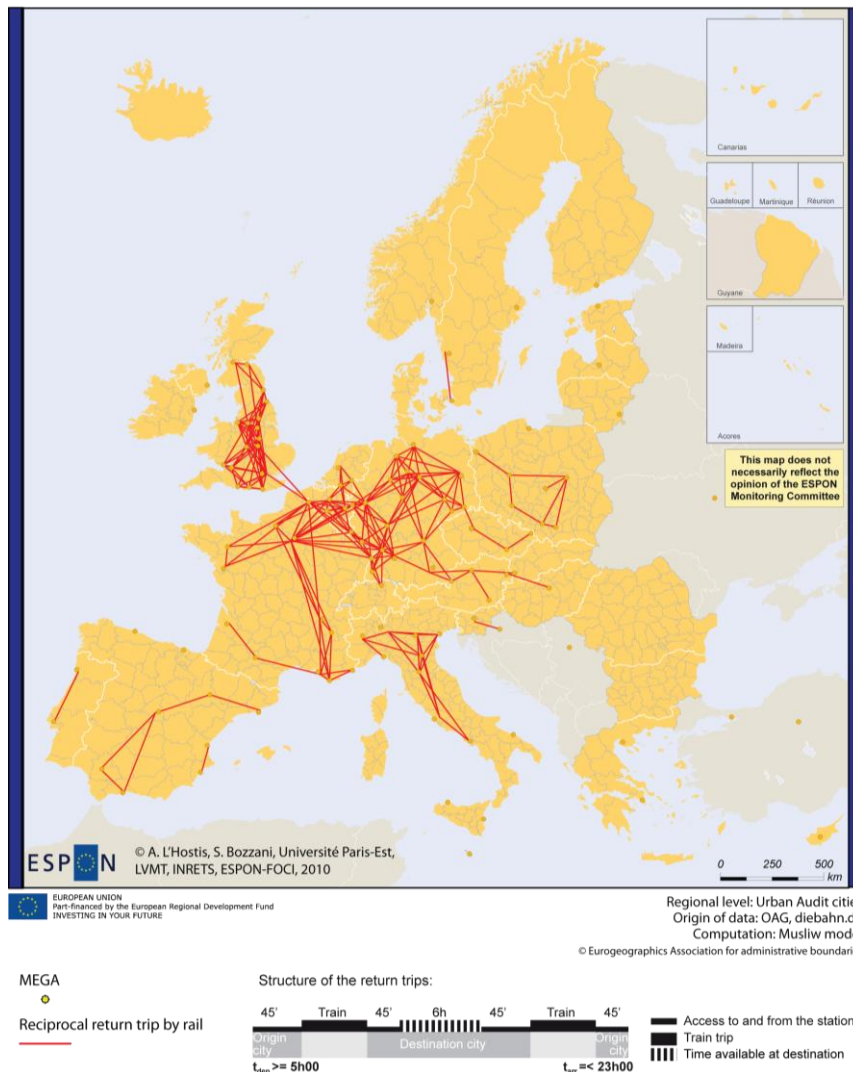 Canarias
Guadeloupe
Martinique
Réunion
Guyane
Madeira
Acores
This map does not
necessarily reflect the
opinion of the ESPON
Monitoring Committee
ESPON
© A. L'Hostis, S. Bozzani, Université Paris-Est,
LVMT, INRETS, ESPON-FOCI, 2010
0 250 500
km
EUROPEAN UNION
Part-financed by the European Regional Development Fund
INVESTING IN YOUR FUTURE
Regional level: Urban Audit citie
Origin of data: OAG, diebahn.d
Computation: Musliw mode
© Eurogeographics Association for administrative boundari
MEGA
Reciprocal return trip by rail
Structure of the return trips:
45' Train 45' 6h 45' Train 45'
Origin city
Destination city
Origin city
t dep >= 5h00
t arr =< 23h00
Access to and from the station
Train trip
Time available at destination